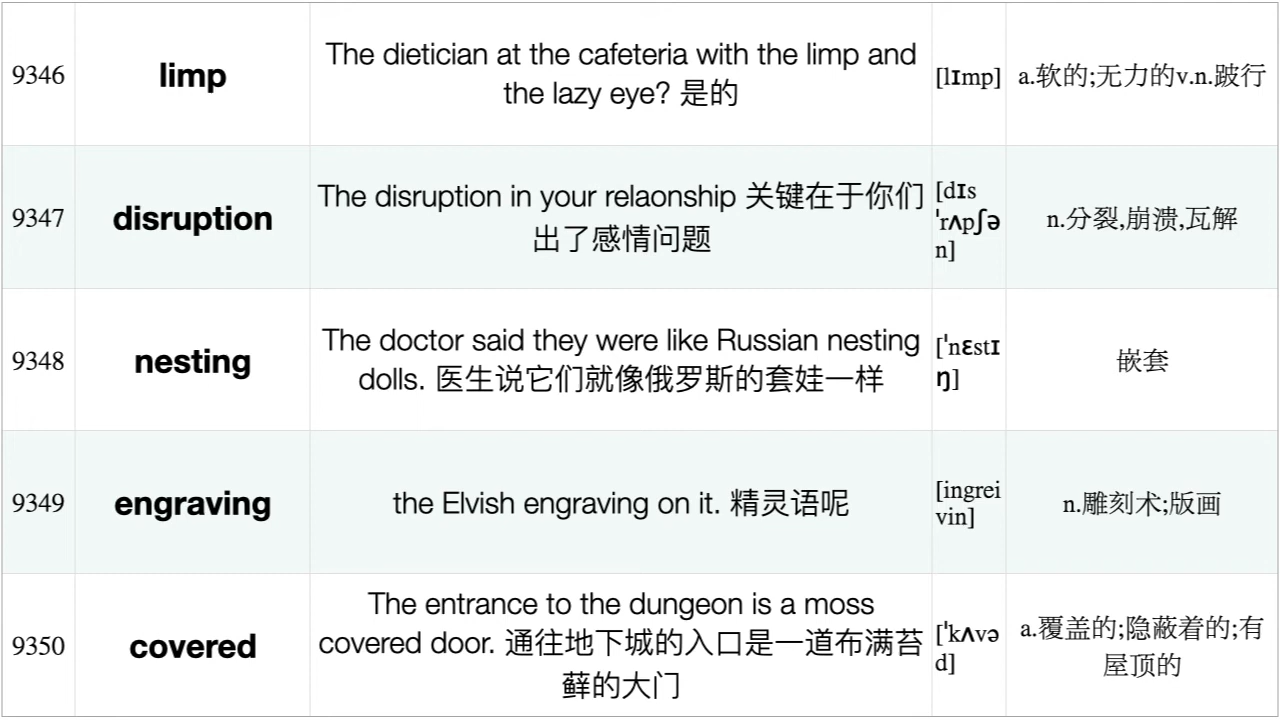 9346 limp The dietician at the cafeteria with the limp and
the lazy eye? 是的 [lɪmp] a.软的;无力的v.n.跛行
9347 disruption The disruption in your relaonship 关键在于你们
出了感情问题 [dɪs
ˈrʌpʃə
n] n.分裂,崩溃,瓦解
9348 nesting The doctor said they were like Russian nesting
dolls. 医生说它们就像俄罗斯的套娃一样 [ˈnɛstɪ
ŋ] 嵌套
9349 engraving the Elvish engraving on it. 精灵语呢 [ingrei
vin] n.雕刻术;版画
9350 covered The entrance to the dungeon is a moss
covered door. 通往地下城的入口是一道布满苔
藓的大门 [ˈkʌvə
d] a.覆盖的;隐蔽着的;有
屋顶的